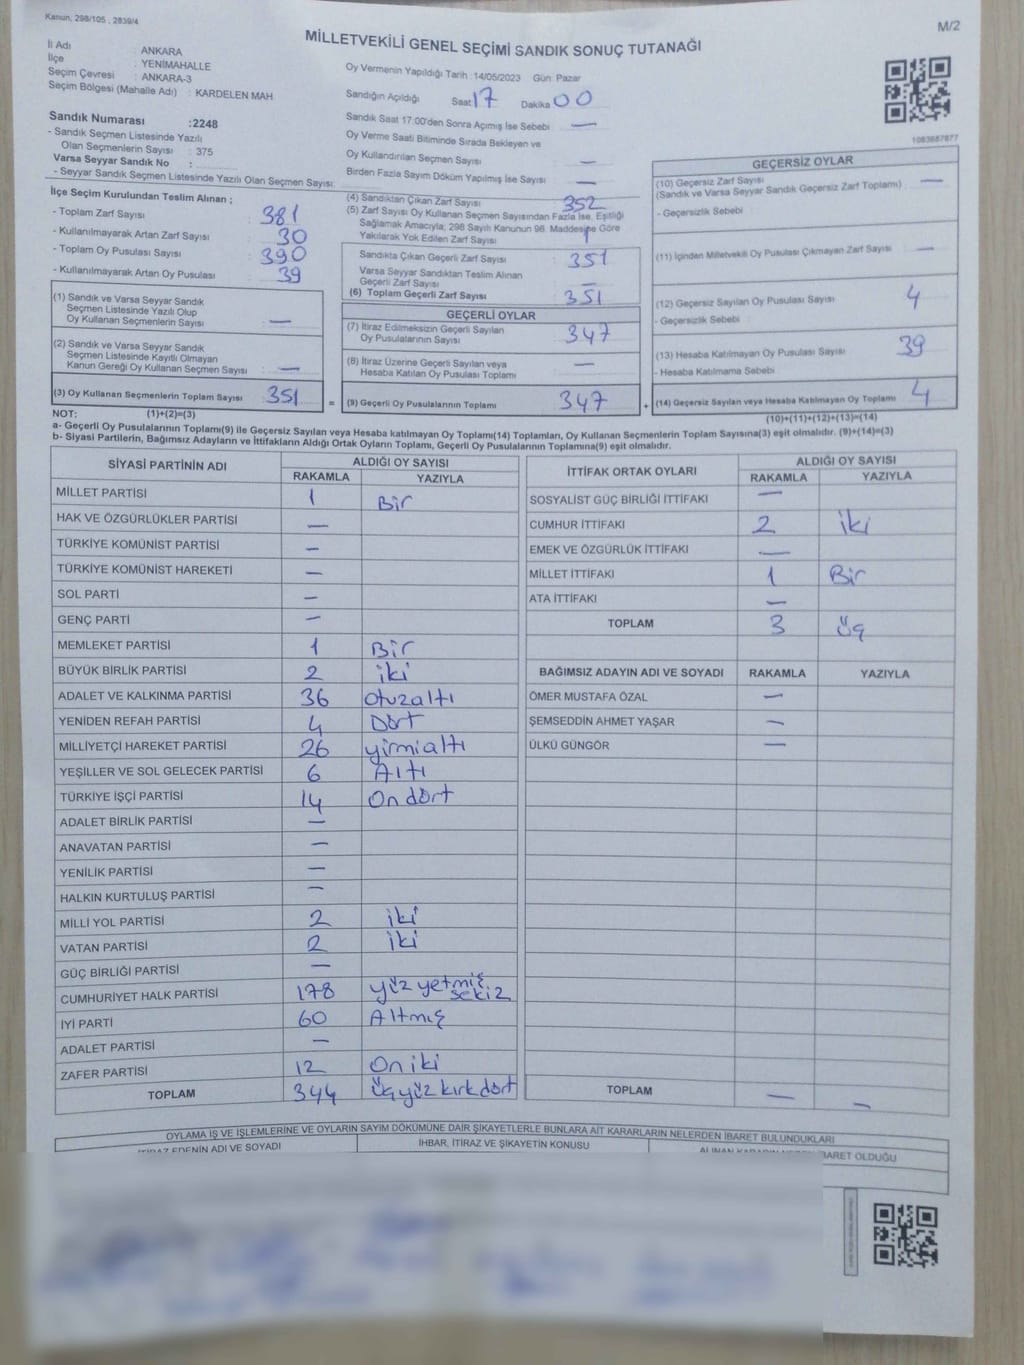 Kanun; 298/105 , 2839/4
M/2
MİLLETVEKİLİ GENEL SEÇİMİ SANDIK SONUÇ TUTANAĞI
İl Adı : ANKARA
İlçe : YENİMAHALLE
Seçim Çevresi : ANKARA-3
Seçim Bölgesi (Mahalle Adı) : KARDELEN MAH
Sandık Numarası :2248
- Sandık Seçmen Listesinde Yazılı
Olan Seçmenlerin Sayısı : 375
Varsa Seyyar Sandık No :
- Seyyar Sandık Seçmen Listesinde Yazılı Olan Seçmen Sayısı:
Oy Vermenin Yapıldığı Tarih :14/05/2023 Gün: Pazar
Sandığın Açıldığı Saat 17 Dakika 00
Sandık Saat 17:00'den Sonra Açımış İse Sebebi —
Oy Verme Saati Bitiminde Sırada Bekleyen ve
Oy Kullandırılan Seçmen Sayısı —
Birden Fazla Sayım Döküm Yapılmış İse Sayısı —
1083687877
İlçe Seçim Kurulundan Teslim Alınan ;
- Toplam Zarf Sayısı 381
- Kullanılmayarak Artan Zarf Sayısı 30
- Toplam Oy Pusulası Sayısı 390
- Kullanılmayarak Artan Oy Pusulası 39
(1) Sandık ve Varsa Seyyar Sandık
Seçmen Listesinde Yazılı Olup
Oy Kullanan Seçmenlerin Sayısı —
(2) Sandık ve Varsa Seyyar Sandık
Seçmen Listesinde Kayıtlı Olmayan
Kanun Gereği Oy Kullanan Seçmen Sayısı —
(3) Oy Kullanan Seçmenlerin Toplam Sayısı 351 =
(4) Sandıktan Çıkan Zarf Sayısı 352
(5) Zarf Sayısı Oy Kullanan Seçmen Sayısından Fazla İse, Eşitliği
Sağlamak Amacıyla; 298 Sayılı Kanunun 98. Maddesine Göre
Yakılarak Yok Edilen Zarf Sayısı 1
Sandıkta Çıkan Geçerli Zarf Sayısı : 351
Varsa Seyyar Sandıktan Teslim Alınan
Geçerli Zarf Sayısı : —
(6) Toplam Geçerli Zarf Sayısı 351
GEÇERLİ OYLAR
(7) İtiraz Edilmeksizin Geçerli Sayılan
Oy Pusulalarının Sayısı 347
(8) İtiraz Üzerine Geçerli Sayılan veya
Hesaba Katılan Oy Pusulası Toplamı —
(9) Geçerli Oy Pusulalarının Toplamı 347 +
GEÇERSİZ OYLAR
(10) Geçersiz Zarf Sayısı —
(Sandık ve Varsa Seyyar Sandık Geçersiz Zarf Toplamı)
- Geçersizlik Sebebi
(11) İçinden Milletvekili Oy Pusulası Çıkmayan Zarf Sayısı —
(12) Geçersiz Sayılan Oy Pusulası Sayısı 4
- Geçersizlik Sebebi
(13) Hesaba Katılmayan Oy Pusulası Sayısı 39
- Hesaba Katılmama Sebebi
(14) Geçersiz Sayılan veya Hesaba Katılmayan Oy Toplamı 4
NOT: (1)+(2)=(3)
(10)+(11)+(12)+(13)=(14)
a- Geçerli Oy Pusulalarının Toplamı(9) ile Geçersiz Sayılan veya Hesaba katılmayan Oy Toplamı(14) Toplamları, Oy Kullanan Seçmenlerin Toplam Sayısına(3) eşit olmalıdır. (9)+(14)=(3)
b- Siyasi Partilerin, Bağımsız Adayların ve İttifakların Aldığı Ortak Oyların Toplamı, Geçerli Oy Pusulalarının Toplamına(9) eşit olmalıdır.
SİYASİ PARTİNİN ADI ALDIĞI OY SAYISI
RAKAMLA YAZIYLA
MİLLET PARTİSİ 1 Bir
HAK VE ÖZGÜRLÜKLER PARTİSİ —
TÜRKİYE KOMÜNİST PARTİSİ —
TÜRKİYE KOMÜNİST HAREKETİ —
SOL PARTİ —
GENÇ PARTİ —
MEMLEKET PARTİSİ 1 Bir
BÜYÜK BİRLİK PARTİSİ 2 iki
ADALET VE KALKINMA PARTİSİ 36 Otuzaltı
YENİDEN REFAH PARTİSİ 4 Dört
MİLLİYETÇİ HAREKET PARTİSİ 26 yirmialtı
YEŞİLLER VE SOL GELECEK PARTİSİ 6 Altı
TÜRKİYE İŞÇİ PARTİSİ 14 On dört
ADALET BİRLİK PARTİSİ —
ANAVATAN PARTİSİ —
YENİLİK PARTİSİ —
HALKIN KURTULUŞ PARTİSİ —
MİLLİ YOL PARTİSİ 2 iki
VATAN PARTİSİ 2 iki
GÜÇ BİRLİĞİ PARTİSİ —
CUMHURİYET HALK PARTİSİ 178 yüz yetmiş sekiz
İYİ PARTİ 60 Altmış
ADALET PARTİSİ —
ZAFER PARTİSİ 12 On iki
TOPLAM 344 üçyüz kırk dört
İTTİFAK ORTAK OYLARI ALDIĞI OY SAYISI
RAKAMLA YAZIYLA
SOSYALİST GÜÇ BİRLİĞİ İTTİFAKI —
CUMHUR İTTİFAKI 2 iki
EMEK VE ÖZGÜRLÜK İTTİFAKI —
MİLLET İTTİFAKI 1 Bir
ATA İTTİFAKI —
TOPLAM 3 üç
BAĞIMSIZ ADAYIN ADI VE SOYADI RAKAMLA YAZIYLA
ÖMER MUSTAFA ÖZAL —
ŞEMSEDDİN AHMET YAŞAR —
ÜLKÜ GÜNGÖR —
TOPLAM — —
OYLAMA İŞ VE İŞLEMLERİNE VE OYLARIN SAYIM DÖKÜMÜNE DAİR ŞİKAYETLERLE BUNLARA AİT KARARLARIN NELERDEN İBARET BULUNDUKLARI
İTİRAZ EDENİN ADI VE SOYADI İHBAR, İTİRAZ VE ŞİKAYETİN KONUSU
İBARET OLDUĞU